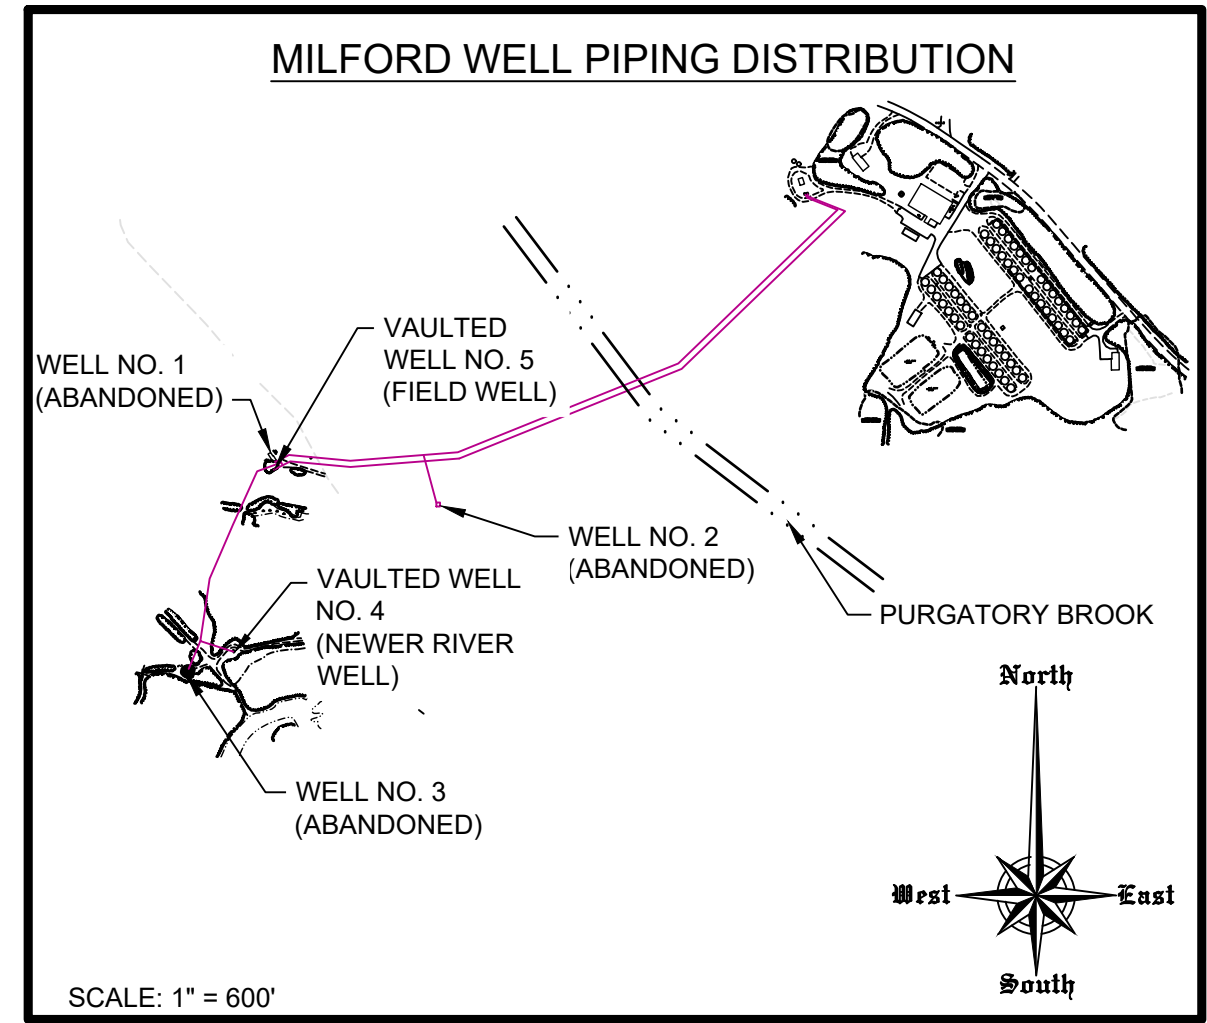 MILFORD WELL PIPING DISTRIBUTION
VAULTED
WELL NO. 5
(FIELD WELL)
WELL NO. 1
(ABANDONED)
WELL NO. 2
(ABANDONED)
VAULTED WELL
NO. 4
(NEWER RIVER
WELL)
PURGATORY BROOK
WELL NO. 3
(ABANDONED)
North
West
East
South
SCALE: 1" = 600'